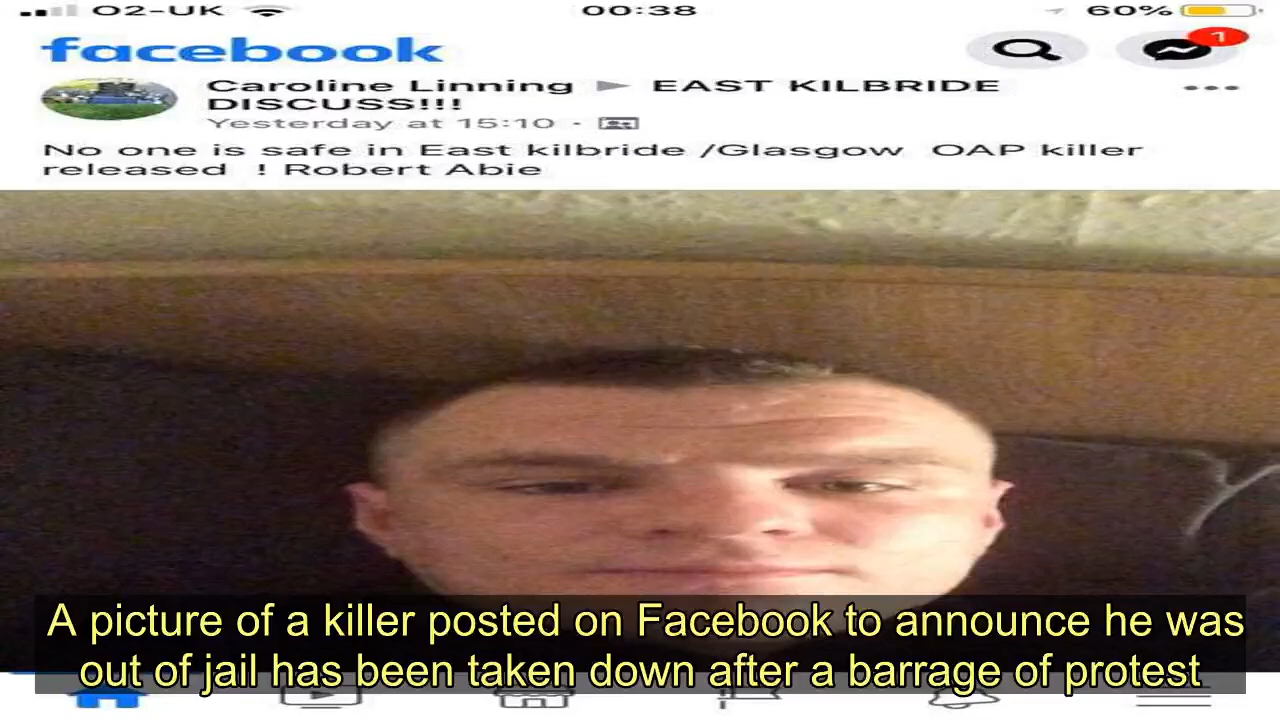 O2-UK 00:38 60%
facebook
1
Caroline Linning ▶ EAST KILBRIDE
DISCUSS!!!
Yesterday at 15:10 ·
No one is safe in East kilbride /Glasgow OAP killer
released ! Robert Abie
A picture of a killer posted on Facebook to announce he was
out of jail has been taken down after a barrage of protest